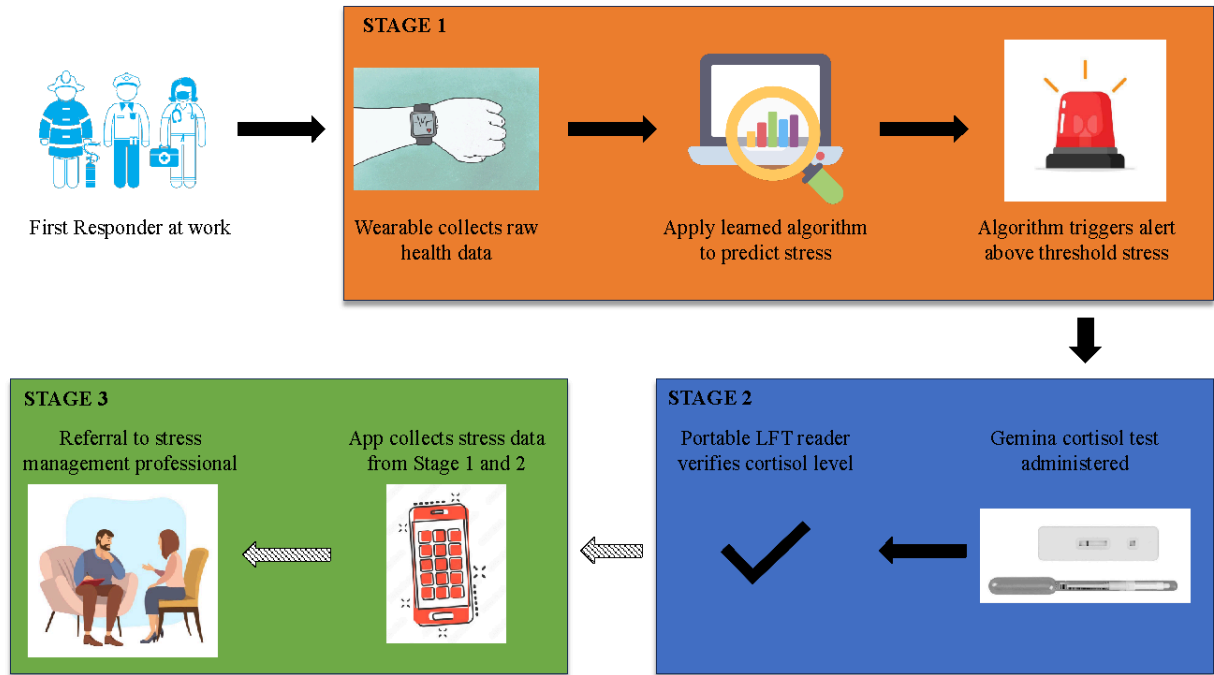 STAGE 1
First Responder at work
Wearable collects raw
health data
Apply learned algorithm
to predict stress
Algorithm triggers alert
above threshold stress
STAGE 2
Gemina cortisol test
administered
Portable LFT reader
verifies cortisol level
STAGE 3
App collects stress data
from Stage 1 and 2
Referral to stress
management professional